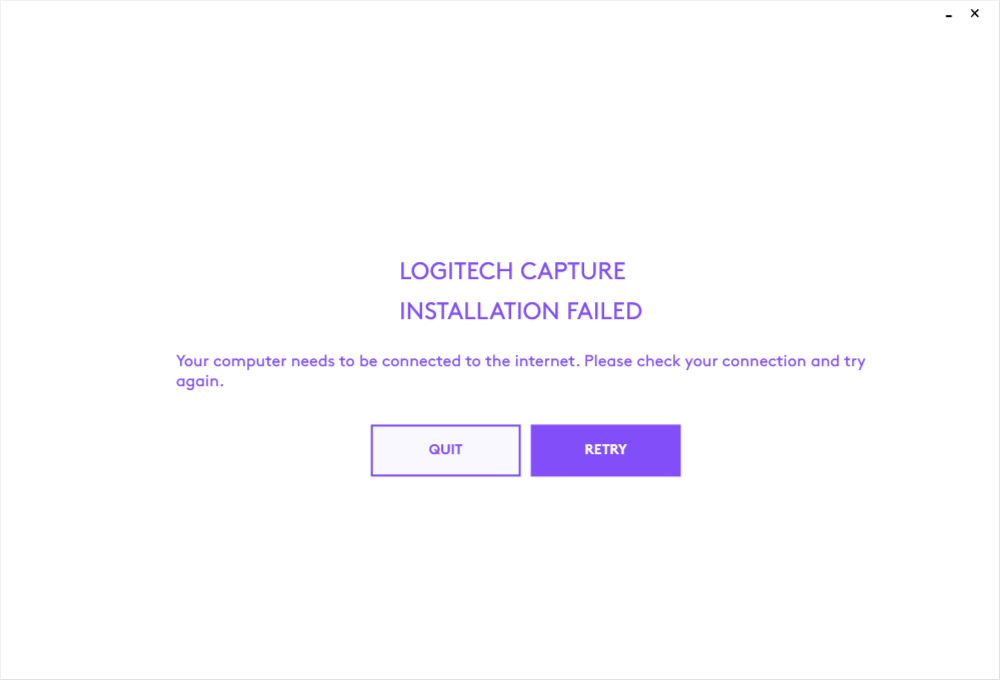 LOGITECH CAPTURE
INSTALLATION FAILED
Your computer needs to be connected to the internet. Please check your connection and try
again.
QUIT
RETRY